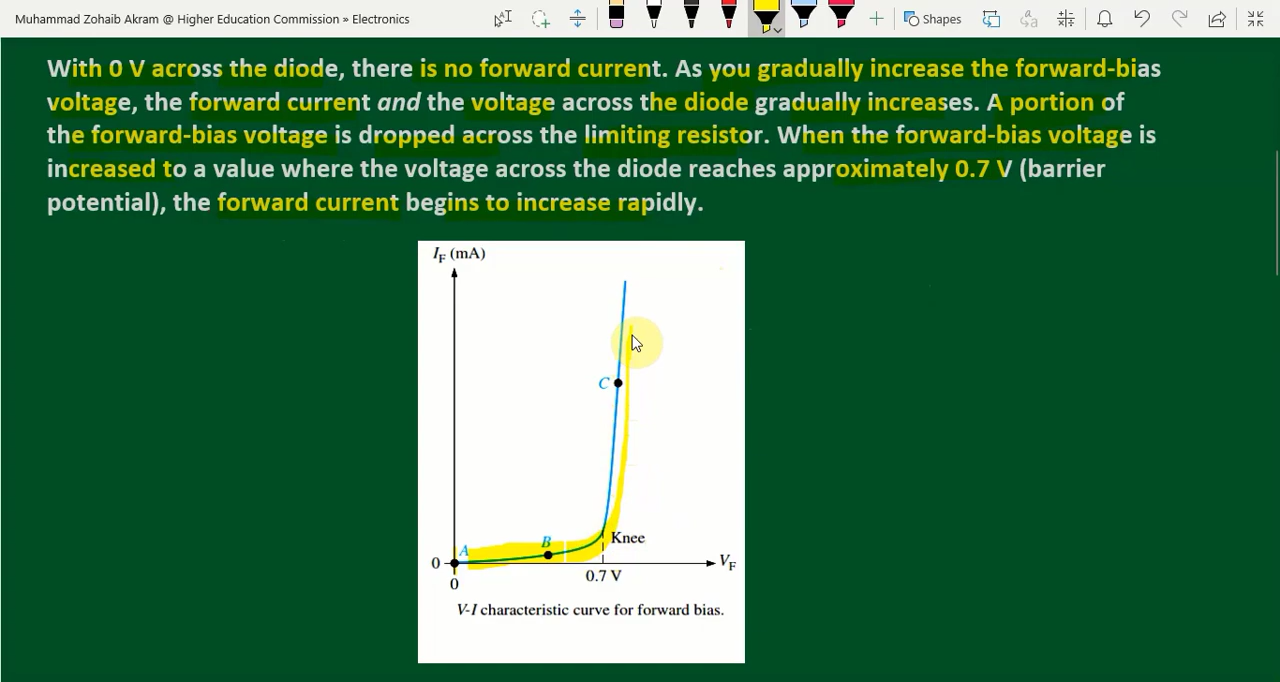 Muhammad Zohaib Akram @ Higher Education Commission » Electronics
Shapes
With 0 V across the diode, there is no forward current. As you gradually increase the forward-bias
voltage, the forward current and the voltage across the diode gradually increases. A portion of
the forward-bias voltage is dropped across the limiting resistor. When the forward-bias voltage is
increased to a value where the voltage across the diode reaches approximately 0.7 V (barrier
potential), the forward current begins to increase rapidly.
IF (mA)
C
A
B
Knee
0
VF
0
0.7 V
V-I characteristic curve for forward bias.